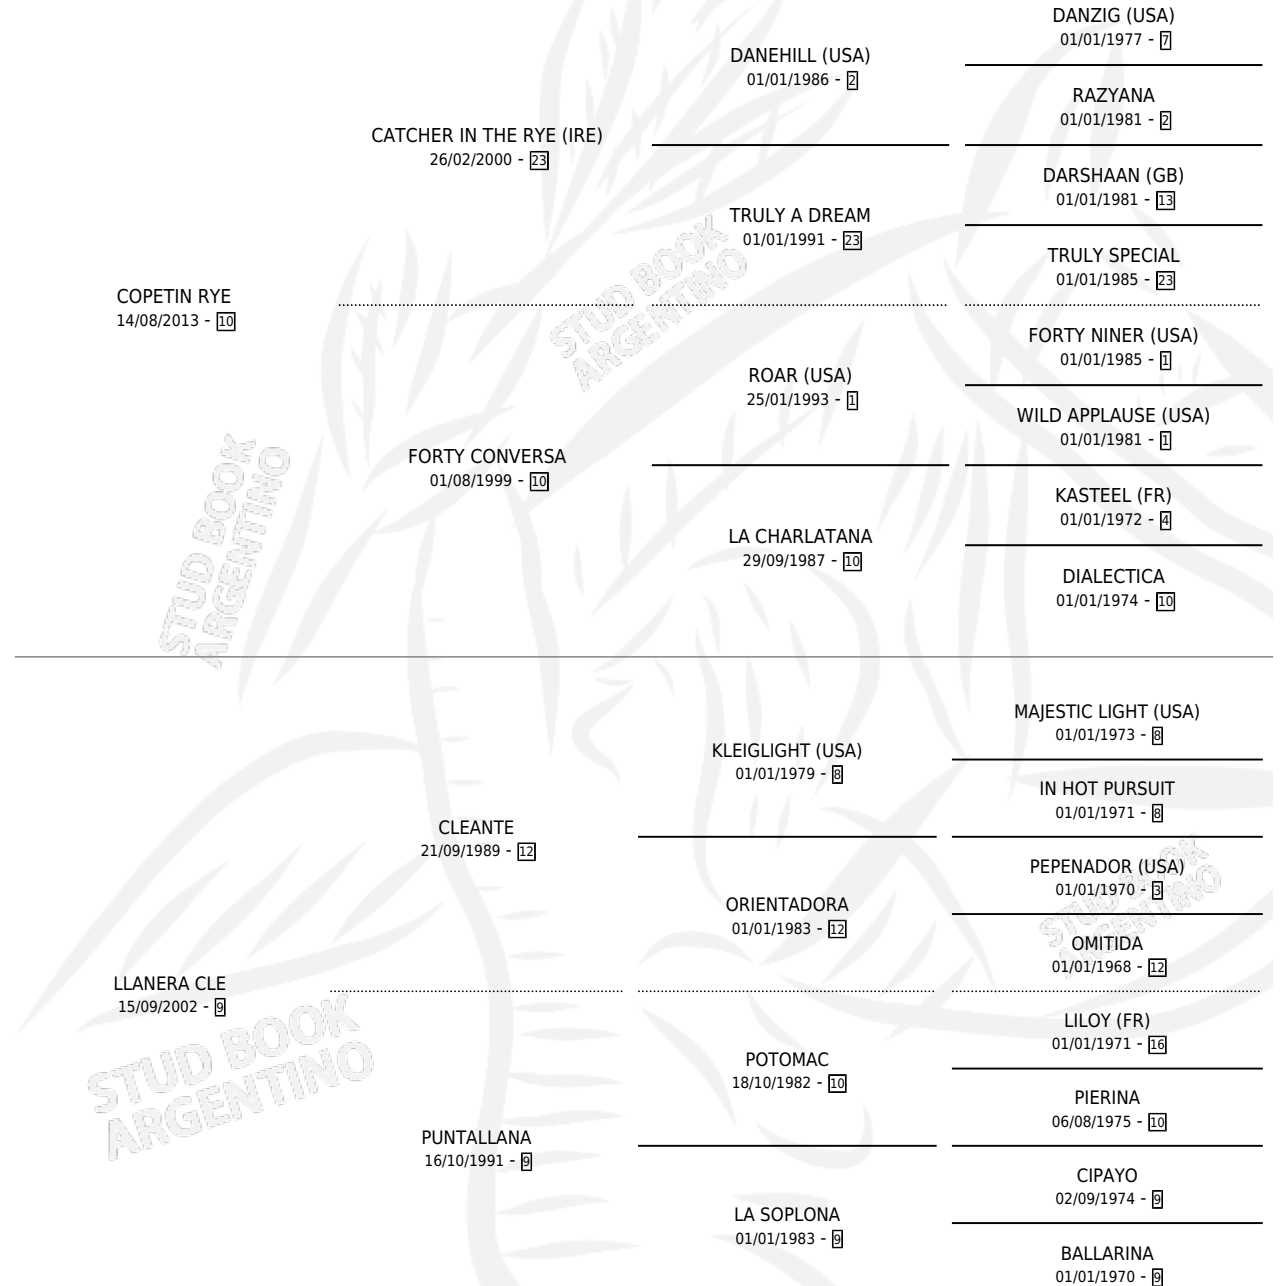 DANZIG (USA)
01/01/1977 - 7
DANEHILL (USA)
01/01/1986 - 2
RAZYANA
01/01/1981 - 2
CATCHER IN THE RYE (IRE)
26/02/2000 - 23
DARSHAAN (GB)
01/01/1981 - 13
TRULY A DREAM
01/01/1991 - 23
TRULY SPECIAL
01/01/1985 - 23
COPETIN RYE
14/08/2013 - 10
FORTY NINER (USA)
01/01/1985 - 1
ROAR (USA)
25/01/1993 - 1
WILD APPLAUSE (USA)
01/01/1981 - 1
FORTY CONVERSA
01/08/1999 - 10
KASTEEL (FR)
01/01/1972 - 4
LA CHARLATANA
29/09/1987 - 10
DIALECTICA
01/01/1974 - 10
MAJESTIC LIGHT (USA)
01/01/1973 - 8
KLEIGLIGHT (USA)
01/01/1979 - 8
IN HOT PURSUIT
01/01/1971 - 8
CLEANTE
21/09/1989 - 12
PEPENADOR (USA)
01/01/1970 - 3
ORIENTADORA
01/01/1983 - 12
OMITIDA
01/01/1968 - 12
LLANERA CLE
15/09/2002 - 9
LILOY (FR)
01/01/1971 - 16
POTOMAC
18/10/1982 - 10
PIERINA
06/08/1975 - 10
PUNTALLANA
16/10/1991 - 9
CIPAYO
02/09/1974 - 9
LA SOPLONA
01/01/1983 - 9
BALLARINA
01/01/1970 - 9
STUD BOOK
ARGENTINO
STUD BOOK
ARGENTINO
STUD BOOK
ARGENTINO
STUD BOOK
ARGENTINO